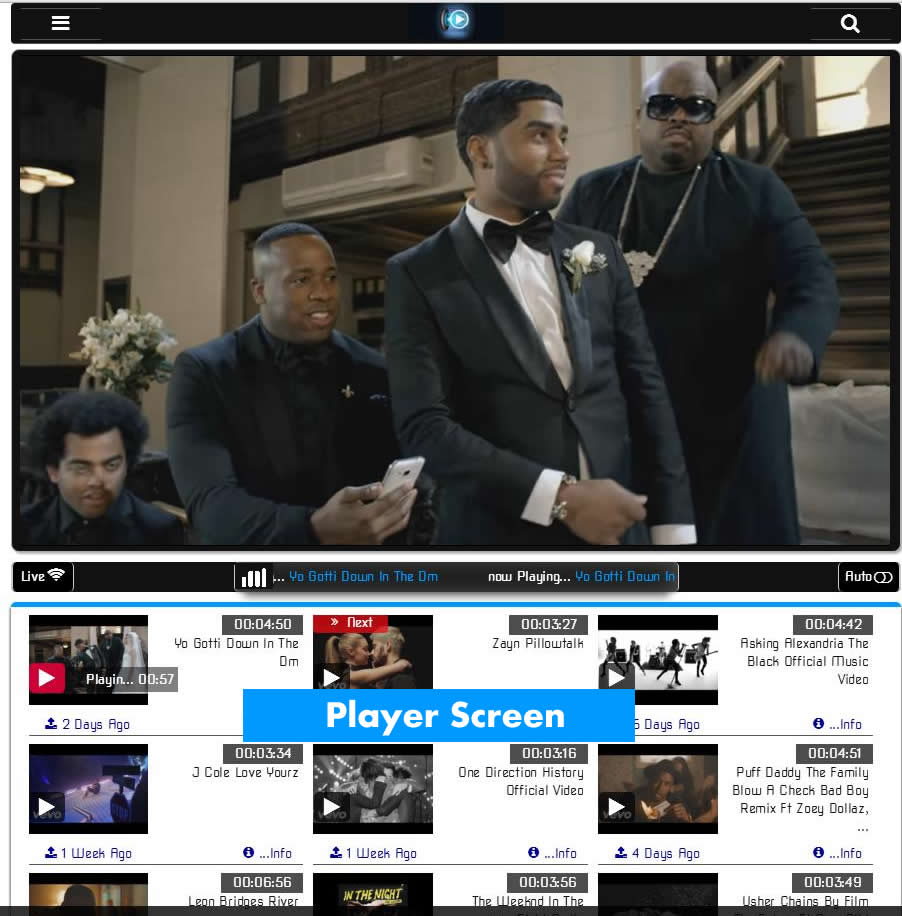 Live
... Yo Gotti Down In The Dm now Playing... Yo Gotti Down In
Auto
00:04:50
Yo Gotti Down In The
Dm
Playin... 00:57
2 Days Ago
» Next
00:03:27
Zayn Pillowtalk
vevo
00:04:42
Asking Alexandria The
Black Official Music
Video
5 Days Ago
...Info
Player Screen
00:03:34
J Cole Love Yourz
vevo
1 Week Ago
...Info
00:03:16
One Direction History
Official Video
vevo
1 Week Ago
...Info
00:04:51
Puff Daddy The Family
Blow A Check Bad Boy
Remix Ft Zoey Dollaz,
...
vevo
4 Days Ago
...Info
00:06:56
Leon Bridges River
IN THE NIGHT
00:03:56
The Weeknd In The
00:03:49
Usher Chains By Film